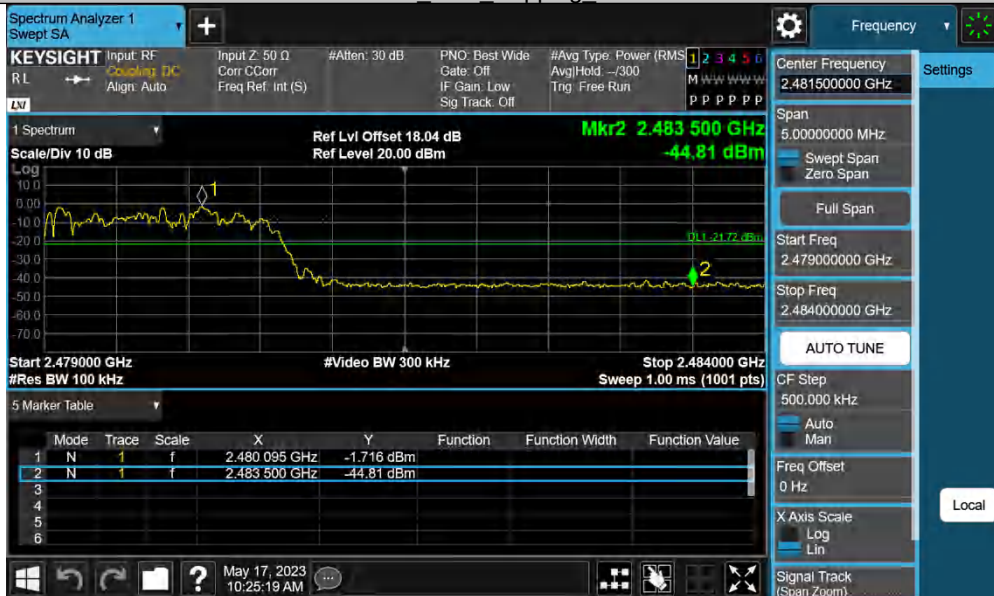 Spectrum Analyzer 1
Swept SA
+
Frequency
KEYSIGHT
RL
LXI
Input: RF
Coupling: DC
Align: Auto
Input Z: 50 Ω
Corr CCorr
Freq Ref: Int (S)
#Atten: 30 dB
PNO: Best Wide
Gate: Off
IF Gain: Low
Sig Track: Off
#Avg Type: Power (RMS
Avg|Hold: --/300
Trig: Free Run
1 2 3 4 5 6
M W W W W W
P P P P P P
1 Spectrum
Scale/Div 10 dB
Ref Lvl Offset 18.04 dB
Ref Level 20.00 dBm
Mkr2 2.483 500 GHz
-44.81 dBm
Log
10.0
0.00
-10.0
-20.0
-30.0
-40.0
-50.0
-60.0
-70.0
1
DL1 -21.72 dBm
2
Start 2.479000 GHz
#Res BW 100 kHz
#Video BW 300 kHz
Stop 2.484000 GHz
Sweep 1.00 ms (1001 pts)
5 Marker Table
Mode Trace Scale X Y Function Function Width Function Value
1 N 1 f 2.480 095 GHz -1.716 dBm
2 N 1 f 2.483 500 GHz -44.81 dBm
3
4
5
6
?
May 17, 2023
10:25:19 AM
Center Frequency
2.481500000 GHz
Span
5.00000000 MHz
Swept Span
Zero Span
Full Span
Start Freq
2.479000000 GHz
Stop Freq
2.484000000 GHz
AUTO TUNE
CF Step
500.000 kHz
Auto
Man
Freq Offset
0 Hz
X Axis Scale
Log
Lin
Signal Track
(Span Zoom)
Settings
Local